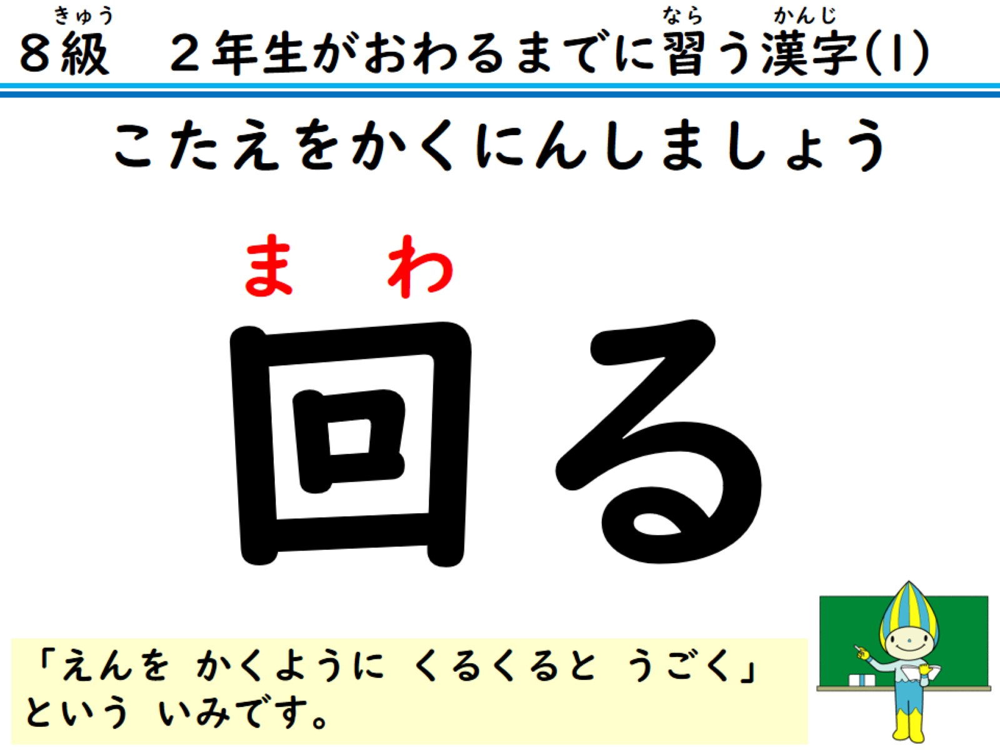 きゅう なら かんじ
8級　2年生がおわるまでに習う漢字(1)
こたえをかくにんしましょう
ま わ
回る
「えんを かくように くるくると うごく」
という いみです。